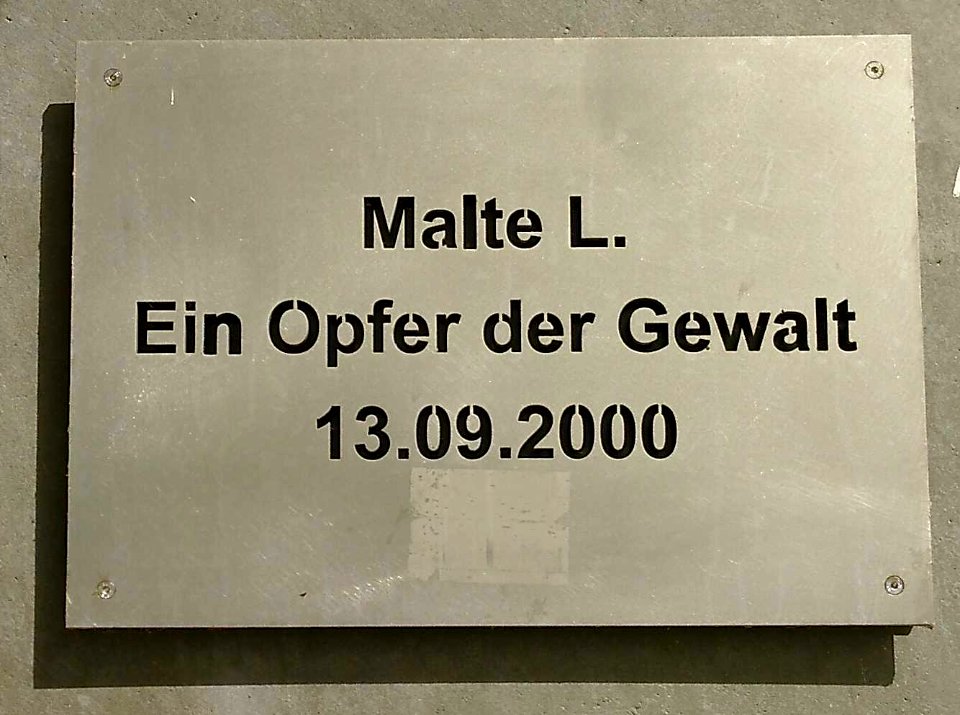 Malte L.
Ein Opfer der Gewalt
13.09.2000